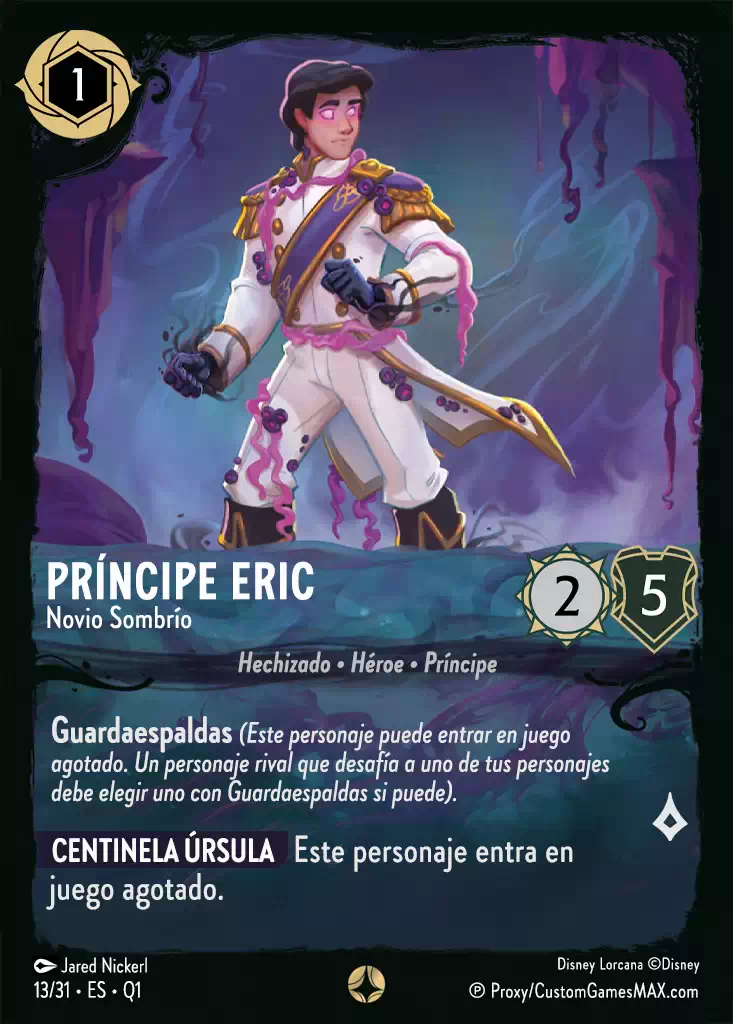 1
PRÍNCIPE ERIC
Novio Sombrío
2
5
Hechizado • Héroe • Príncipe
Guardaespaldas (Este personaje puede entrar en juego
agotado. Un personaje rival que desafía a uno de tus personajes
debe elegir uno con Guardaespaldas si puede).
CENTINELA ÚRSULA Este personaje entra en
juego agotado.
Jared Nickerl
13/31 • ES • Q1
Disney Lorcana ©Disney
Ⓟ Proxy/CustomGamesMAX.com